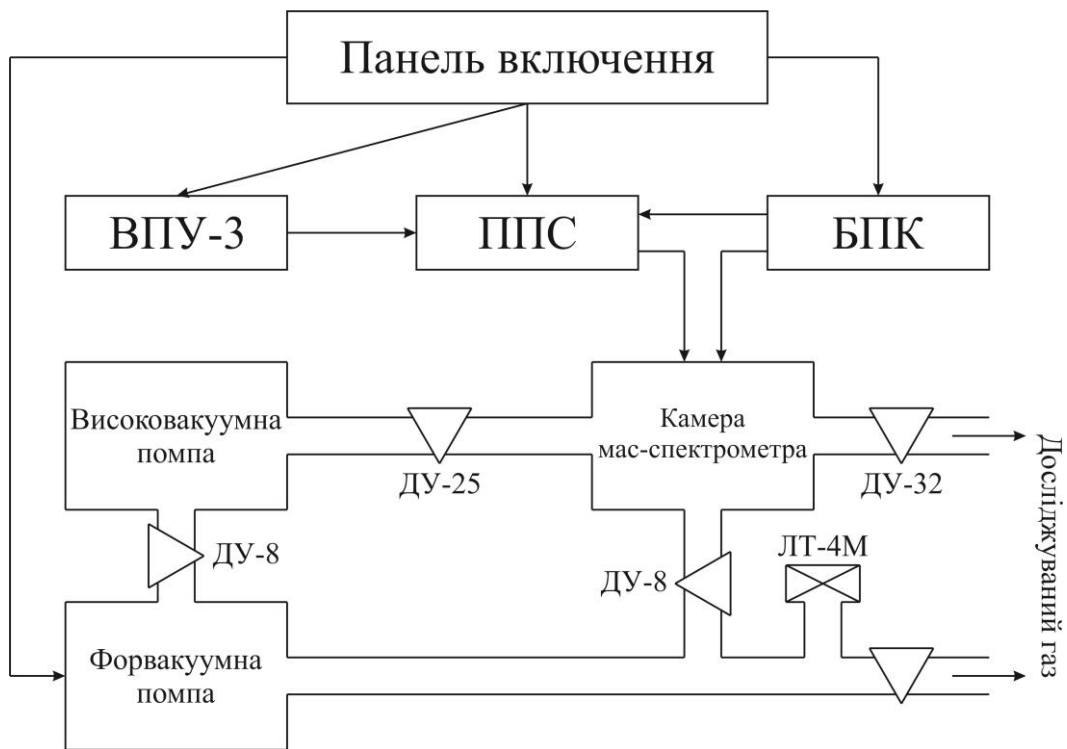 Панель включення
ВПУ-3
ППС
БПК
Високовакуумна
помпа
Камера
мас-спектрометра
ДУ-25
ДУ-32
ДУ-8
ДУ-8
ЛТ-4М
Форвакуумна
помпа
Досліджуваний газ